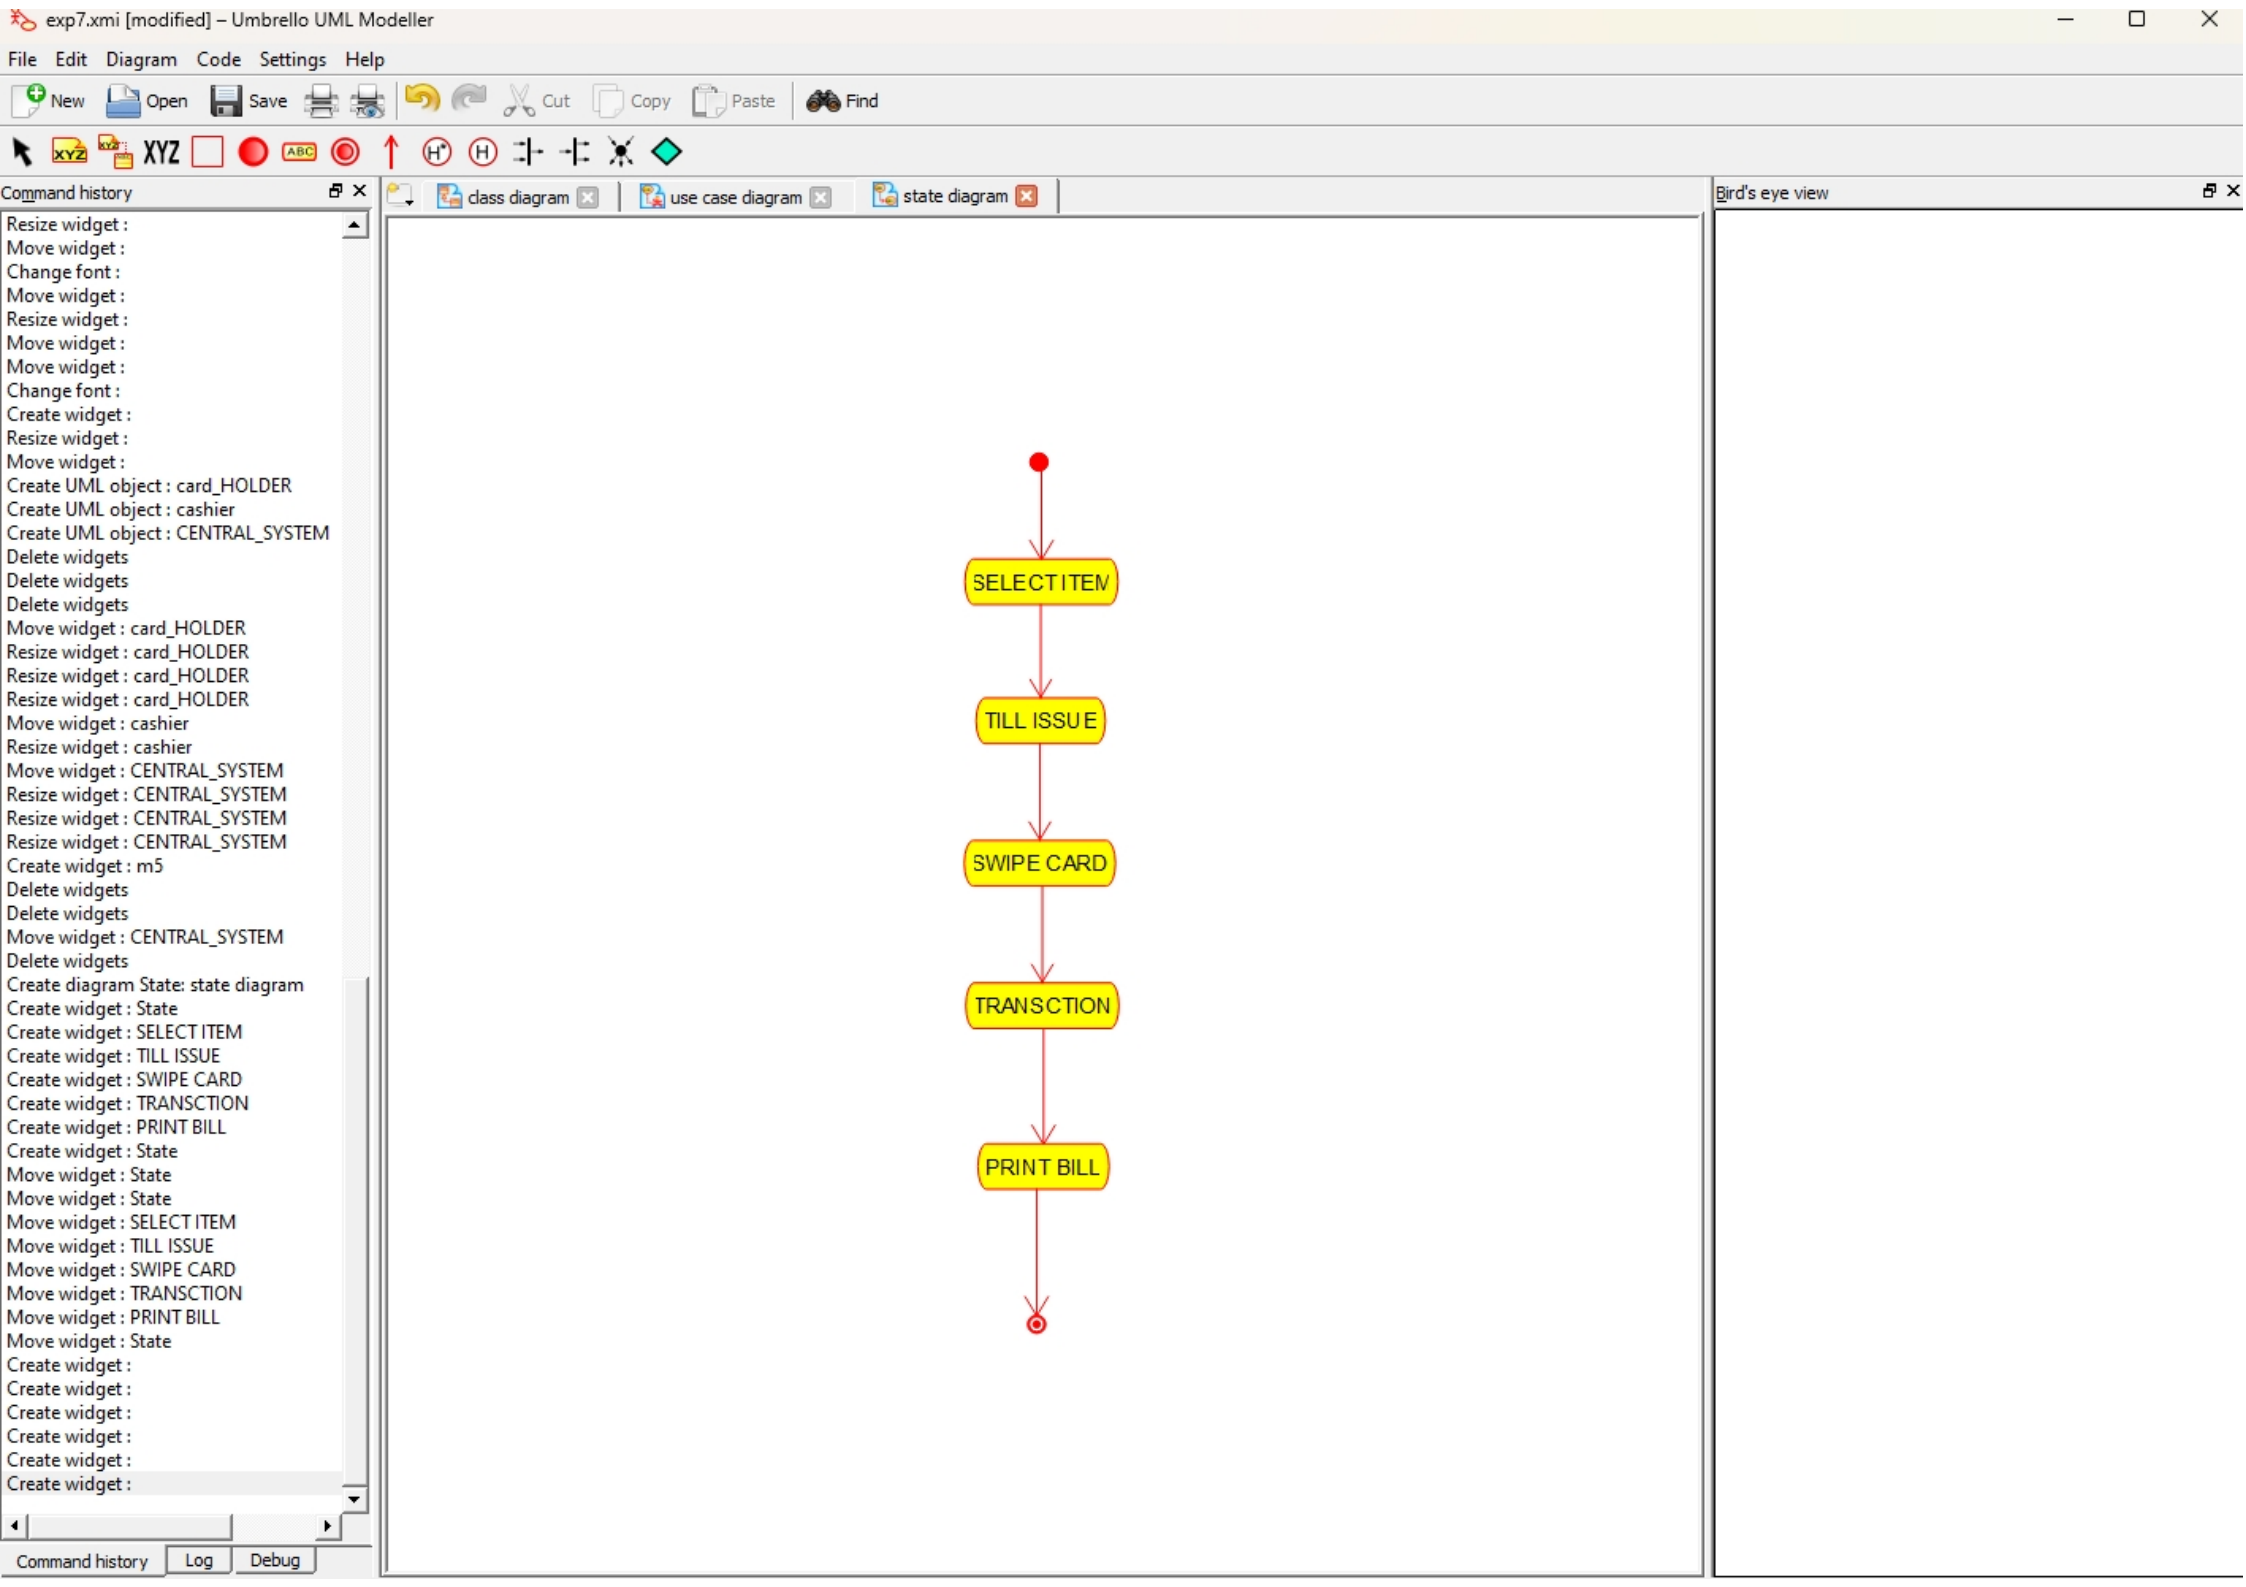 exp7.xmi [modified] – Umbrello UML Modeller
File Edit Diagram Code Settings Help
New Open Save Cut Copy Paste Find
XYZ XYZ XYZ ABC H* H
Command history
class diagram use case diagram state diagram
Bird's eye view
Resize widget :
Move widget :
Change font :
Move widget :
Resize widget :
Move widget :
Move widget :
Change font :
Create widget :
Resize widget :
Move widget :
Create UML object : card_HOLDER
Create UML object : cashier
Create UML object : CENTRAL_SYSTEM
Delete widgets
Delete widgets
Delete widgets
Move widget : card_HOLDER
Resize widget : card_HOLDER
Resize widget : card_HOLDER
Resize widget : card_HOLDER
Move widget : cashier
Resize widget : cashier
Move widget : CENTRAL_SYSTEM
Resize widget : CENTRAL_SYSTEM
Resize widget : CENTRAL_SYSTEM
Resize widget : CENTRAL_SYSTEM
Create widget : m5
Delete widgets
Delete widgets
Move widget : CENTRAL_SYSTEM
Delete widgets
Create diagram State: state diagram
Create widget : State
Create widget : SELECT ITEM
Create widget : TILL ISSUE
Create widget : SWIPE CARD
Create widget : TRANSCTION
Create widget : PRINT BILL
Create widget : State
Move widget : State
Move widget : State
Move widget : SELECT ITEM
Move widget : TILL ISSUE
Move widget : SWIPE CARD
Move widget : TRANSCTION
Move widget : PRINT BILL
Move widget : State
Create widget :
Create widget :
Create widget :
Create widget :
Create widget :
Create widget :
Command history Log Debug
SELECT ITEM
TILL ISSUE
SWIPE CARD
TRANSCTION
PRINT BILL